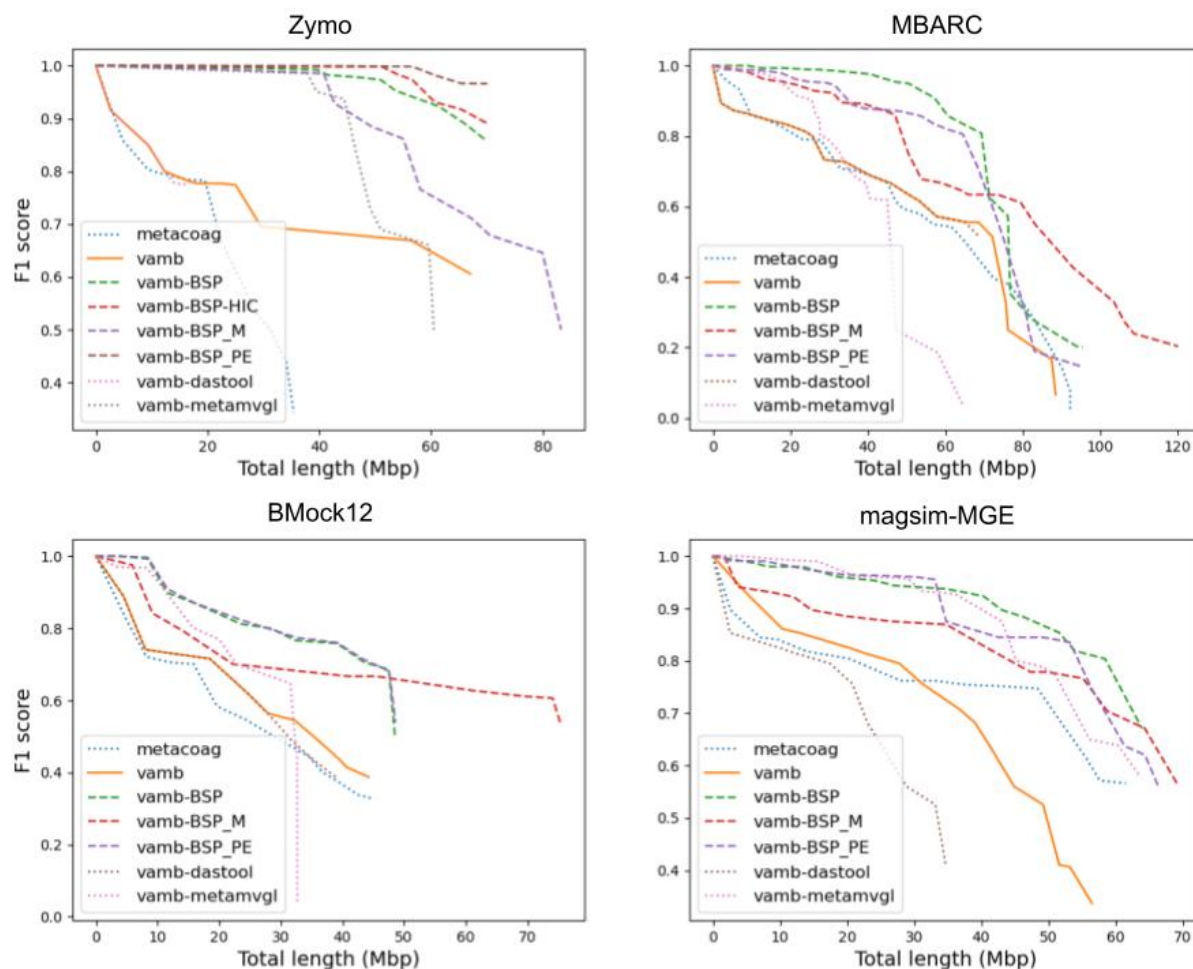 Zymo
1.0
0.9
0.8
0.7
0.6
0.5
0.4
F1 score
metacoag
vamb
vamb-BSP
vamb-BSP-HIC
vamb-BSP_M
vamb-BSP_PE
vamb-dastool
vamb-metamvgl
0 20 40 60 80
Total length (Mbp)
MBARC
1.0
0.8
0.6
0.4
0.2
0.0
metacoag
vamb
vamb-BSP
vamb-BSP_M
vamb-BSP_PE
vamb-dastool
vamb-metamvgl
0 20 40 60 80 100 120
Total length (Mbp)
BMock12
1.0
0.8
0.6
0.4
0.2
0.0
F1 score
metacoag
vamb
vamb-BSP
vamb-BSP_M
vamb-BSP_PE
vamb-dastool
vamb-metamvgl
0 10 20 30 40 50 60 70
Total length (Mbp)
magsim-MGE
1.0
0.9
0.8
0.7
0.6
0.5
0.4
metacoag
vamb
vamb-BSP
vamb-BSP_M
vamb-BSP_PE
vamb-dastool
vamb-metamvgl
0 10 20 30 40 50 60 70
Total length (Mbp)